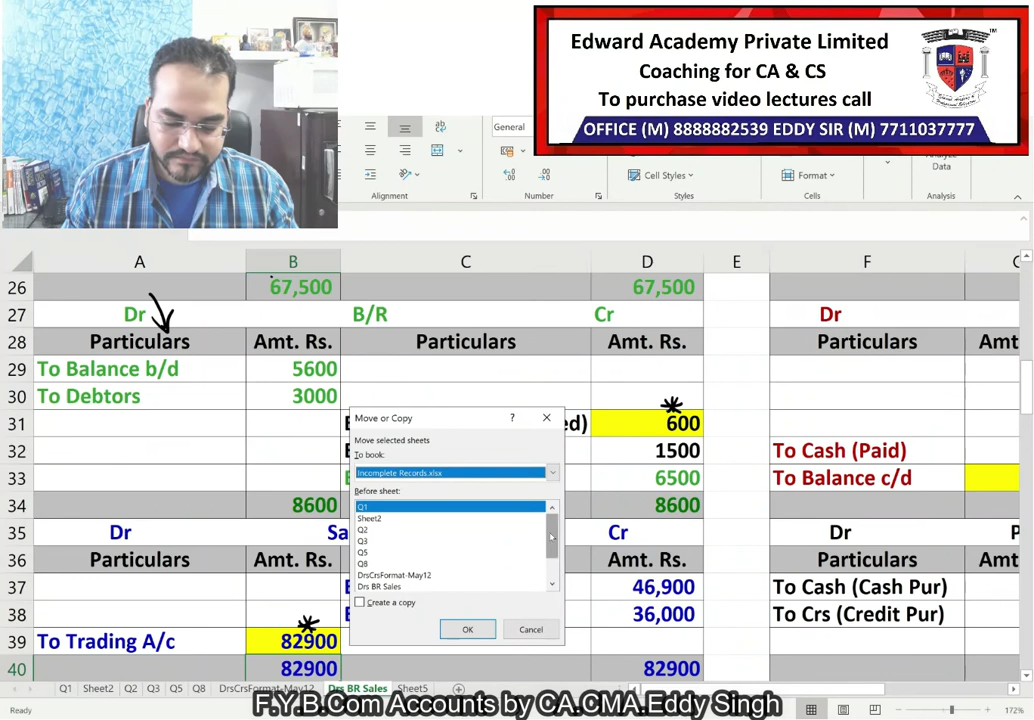 Edward Academy Private Limited
Coaching for CA & CS
To purchase video lectures call
OFFICE (M) 8888882539 EDDY SIR (M) 7711037777
General
Cell Styles
Format
Data
Alignment
Number
Styles
Cells
Analysis
A B C D E F
26 67,500 67,500
27 Dr B/R Cr Dr
28 Particulars Amt. Rs. Particulars Amt. Rs. Particulars Amt
29 To Balance b/d 5600
30 To Debtors 3000
31 ed) 600
32 1500 To Cash (Paid)
33 6500 To Balance c/d
34 8600 8600
35 Dr Sa Cr Dr P
36 Particulars Amt. Rs. Amt. Rs. Particulars Amt
37 46,900 To Cash (Cash Pur)
38 36,000 To Crs (Credit Pur)
39 To Trading A/c 82900
40 82900 82900
Move or Copy ?
Move selected sheets
To book:
Incomplete Records.xlsx
Before sheet:
Q1
Sheet2
Q2
Q3
Q5
Q8
DrsCrsFormat-May12
Drs BR Sales
Create a copy
OK Cancel
Q1 Sheet2 Q2 Q3 Q5 Q8 DrsCrsFormat-May12 Drs BR Sales Sheet5
F.Y.B.Com Accounts by CA.CMA.Eddy Singh
Ready
172%